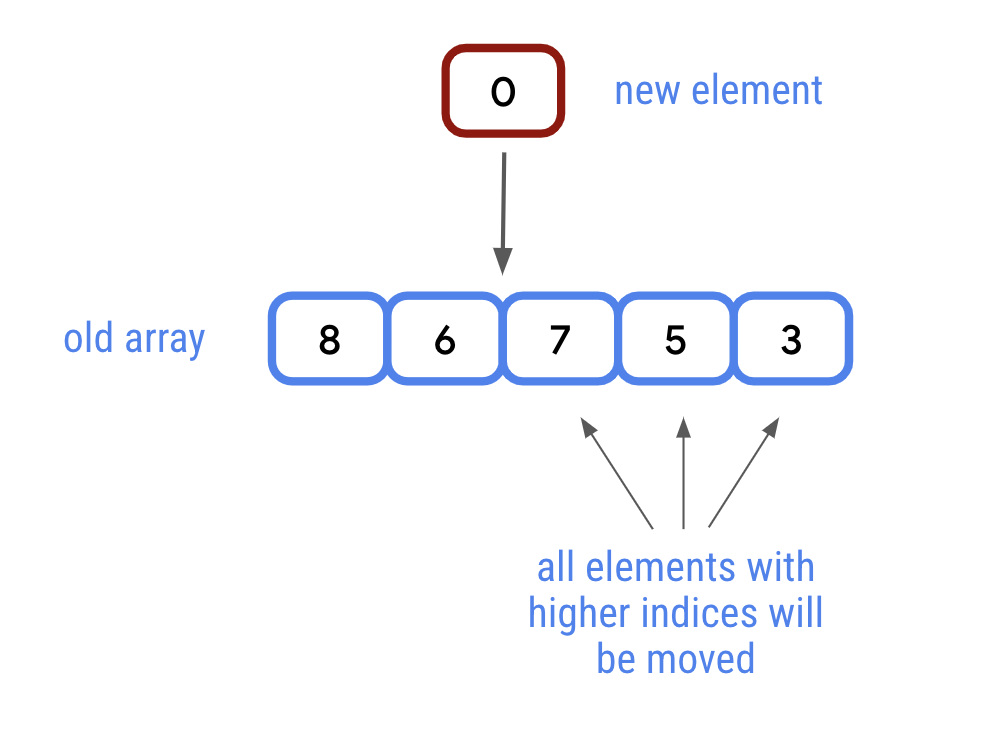 0
new element
old array
8 6 7 5 3
all elements with
higher indices will
be moved